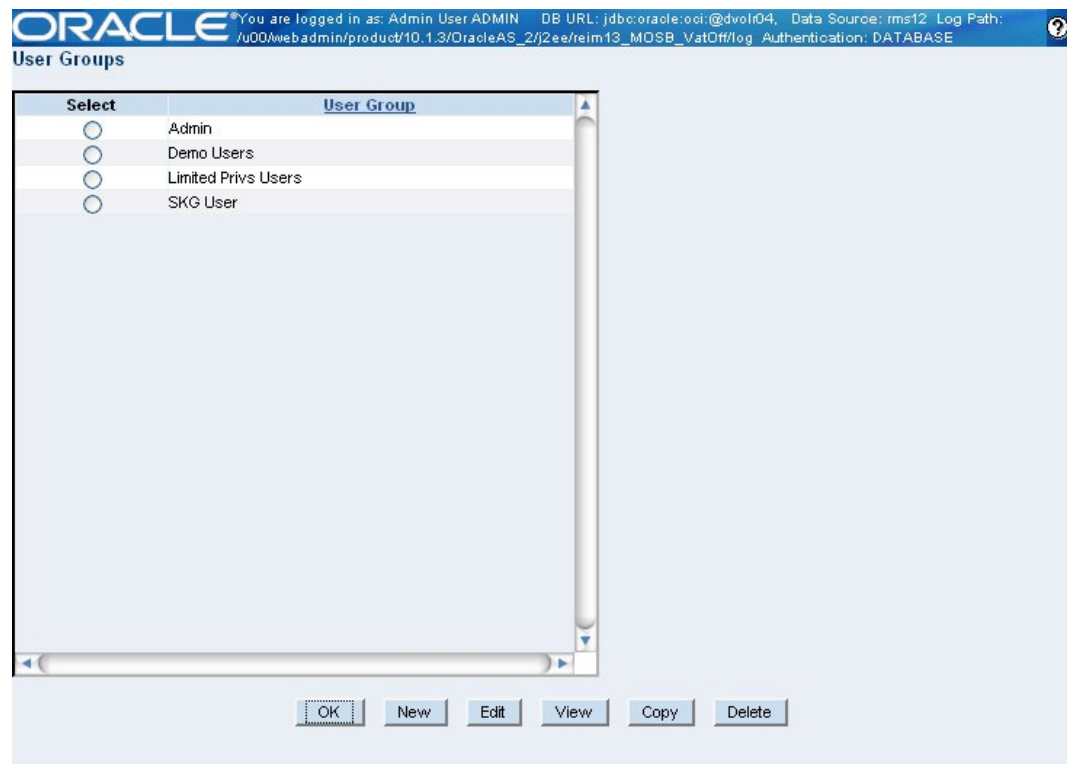 ORACLE® You are logged in as: Admin User ADMIN DB URL: jdbc:oracle:oci:@dvolr04, Data Source: rms12 Log Path:
/u00/webadmin/product/10.1.3/OracleAS_2/j2ee/reim13_MOSB_VatOff/log Authentication: DATABASE
?
User Groups
Select User Group
Admin
Demo Users
Limited Privs Users
SKG User
OK New Edit View Copy Delete